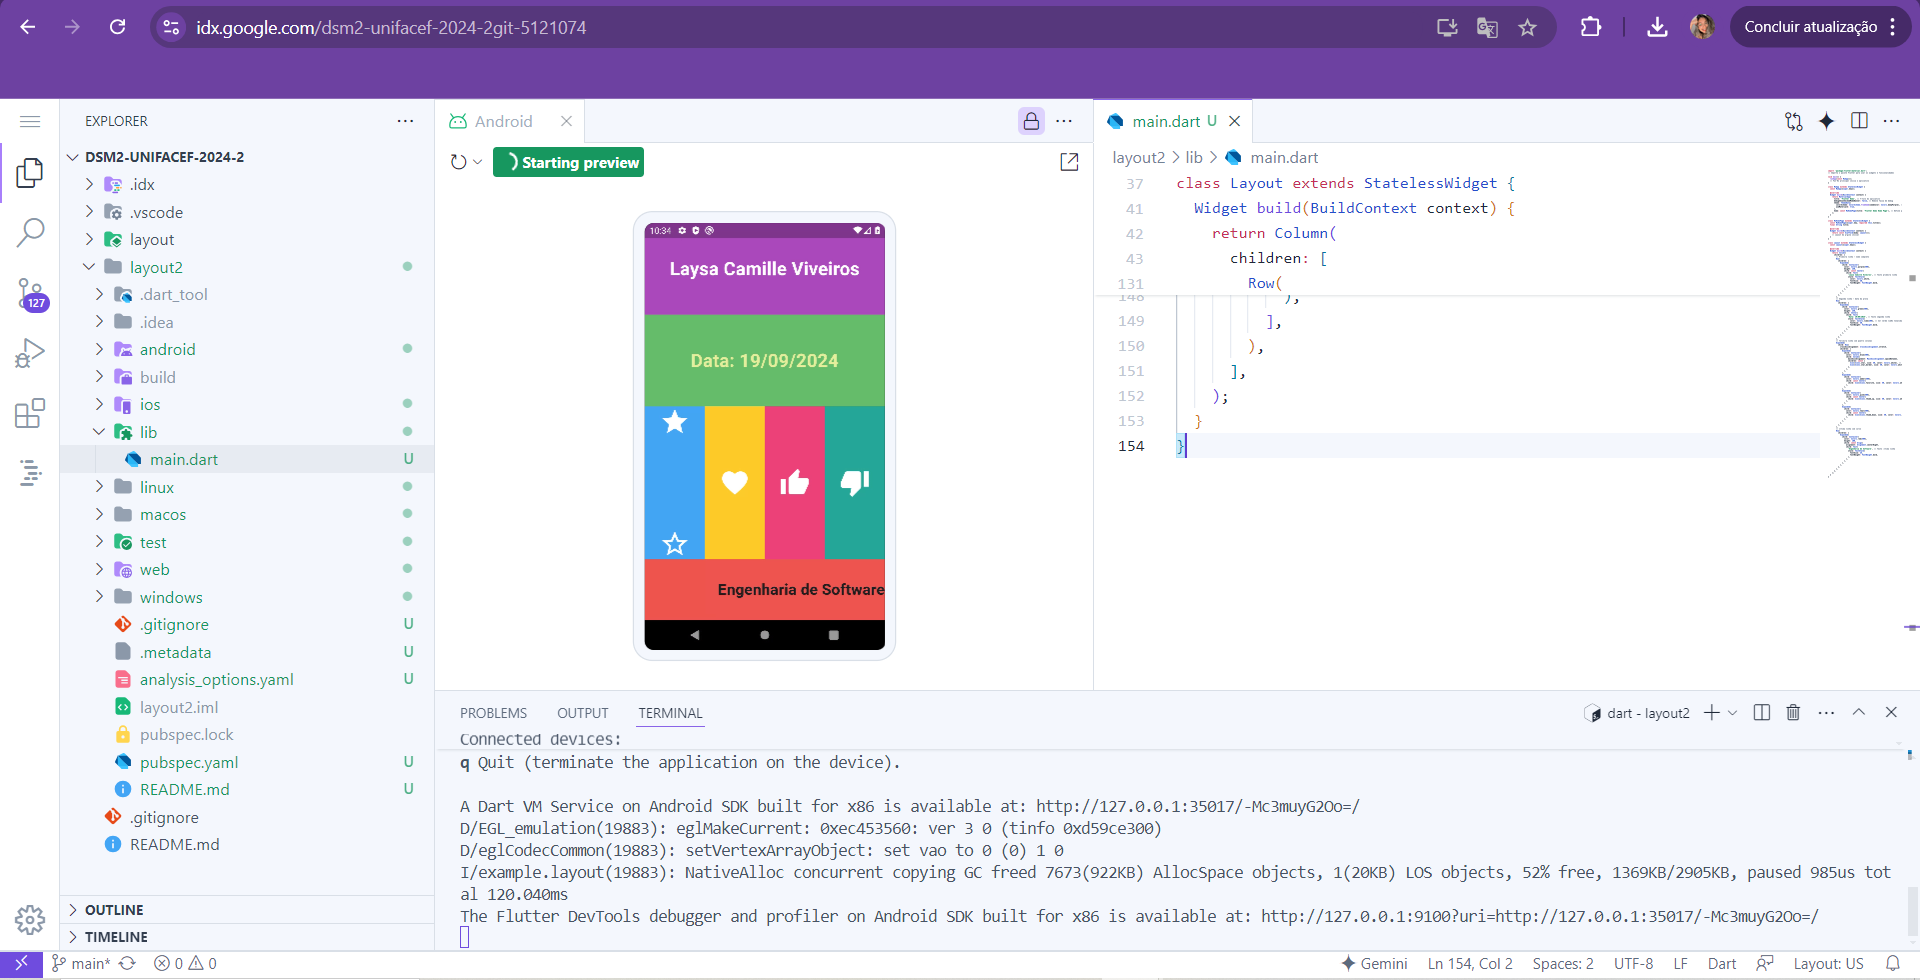 idx.google.com/dsm2-unifacef-2024-2git-5121074
Concluir atualização
EXPLORER
DSM2-UNIFACEF-2024-2
.idx
.vscode
layout
layout2
.dart_tool
.idea
android
build
ios
lib
main.dart U
linux
macos
test
web
windows
.gitignore U
.metadata U
analysis_options.yaml U
layout2.iml
pubspec.lock
pubspec.yaml U
README.md U
.gitignore
README.md
OUTLINE
TIMELINE
127
Android
Starting preview
10:34
Laysa Camille Viveiros
Data: 19/09/2024
Engenharia de Software
main.dart U
layout2 > lib > main.dart
37 class Layout extends StatelessWidget {
41 Widget build(BuildContext context) {
42 return Column(
43 children: [
131 Row(
148 ),
149 ],
150 ),
151 ],
152 );
153 }
154 }
PROBLEMS OUTPUT TERMINAL
dart - layout2
Connected devices:
q Quit (terminate the application on the device).
A Dart VM Service on Android SDK built for x86 is available at: http://127.0.0.1:35017/-Mc3muyG2Oo=/
D/EGL_emulation(19883): eglMakeCurrent: 0xec453560: ver 3 0 (tinfo 0xd59ce300)
D/eglCodecCommon(19883): setVertexArrayObject: set vao to 0 (0) 1 0
I/example.layout(19883): NativeAlloc concurrent copying GC freed 7673(922KB) AllocSpace objects, 1(20KB) LOS objects, 52% free, 1369KB/2905KB, paused 985us tot
al 120.040ms
The Flutter DevTools debugger and profiler on Android SDK built for x86 is available at: http://127.0.0.1:9100?uri=http://127.0.0.1:35017/-Mc3muyG2Oo=/
main* 0 0
Gemini Ln 154, Col 2 Spaces: 2 UTF-8 LF Dart Layout: US